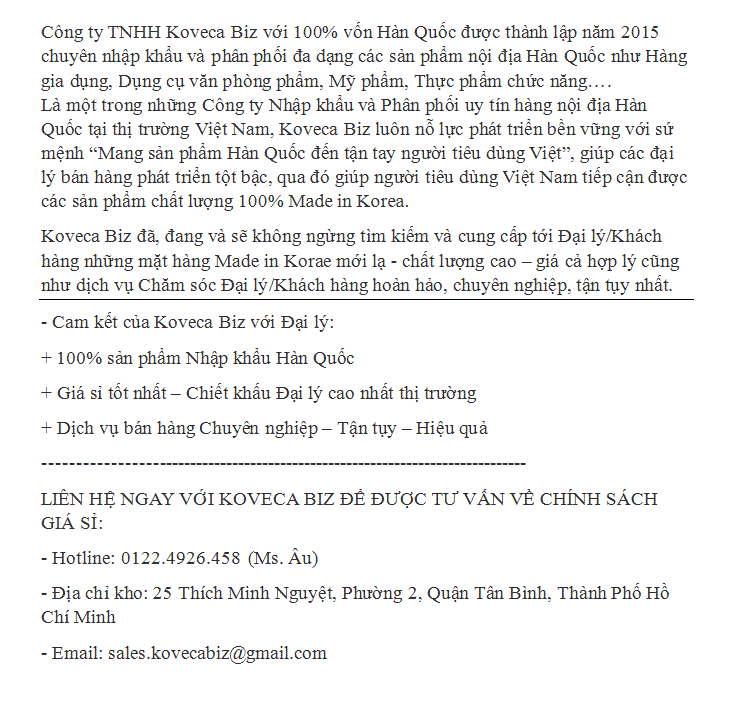 Công ty TNHH Koveca Biz với 100% vốn Hàn Quốc được thành lập năm 2015
chuyên nhập khẩu và phân phối đa dạng các sản phẩm nội địa Hàn Quốc như Hàng
gia dụng, Dụng cụ văn phòng phẩm, Mỹ phẩm, Thực phẩm chức năng….
Là một trong những Công ty Nhập khẩu và Phân phối uy tín hàng nội địa Hàn
Quốc tại thị trường Việt Nam, Koveca Biz luôn nỗ lực phát triển bền vững với sứ
mệnh “Mang sản phẩm Hàn Quốc đến tận tay người tiêu dùng Việt”, giúp các đại
lý bán hàng phát triển tột bậc, qua đó giúp người tiêu dùng Việt Nam tiếp cận được
các sản phẩm chất lượng 100% Made in Korea.
Koveca Biz đã, đang và sẽ không ngừng tìm kiếm và cung cấp tới Đại lý/Khách
hàng những mặt hàng Made in Korae mới lạ - chất lượng cao – giá cả hợp lý cũng
như dịch vụ Chăm sóc Đại lý/Khách hàng hoàn hảo, chuyên nghiệp, tận tụy nhất.
- Cam kết của Koveca Biz với Đại lý:
+ 100% sản phẩm Nhập khẩu Hàn Quốc
+ Giá sỉ tốt nhất – Chiết khấu Đại lý cao nhất thị trường
+ Dịch vụ bán hàng Chuyên nghiệp – Tận tụy – Hiệu quả
----------------------------------------------------------------------
LIÊN HỆ NGAY VỚI KOVECA BIZ ĐỂ ĐƯỢC TƯ VẤN VỀ CHÍNH SÁCH
GIÁ SỈ:
- Hotline: 0122.4926.458 (Ms. Âu)
- Địa chỉ kho: 25 Thích Minh Nguyệt, Phường 2, Quận Tân Bình, Thành Phố Hồ
Chí Minh
- Email: sales.kovecabiz@gmail.com